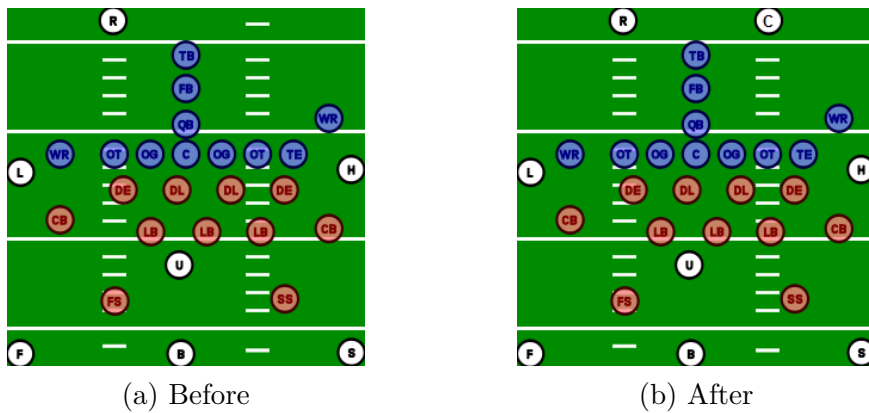 R
TB
FB
QB
WR
WR OT OG C OG OT TE
L H
DE DL DL DE
CB LB LB LB CB
U
FS SS
F B S
(a) Before
R C
TB
FB
QB
WR
WR OT OG C OG OT TE
L H
DE DL DL DE
CB LB LB LB CB
U
FS SS
F B S
(b) After